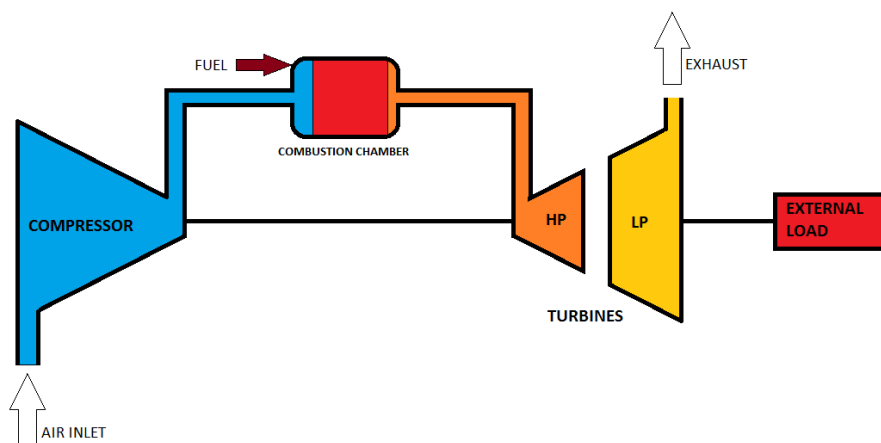 FUEL
EXHAUST
COMBUSTION CHAMBER
COMPRESSOR
HP
LP
EXTERNAL
LOAD
TURBINES
AIR INLET